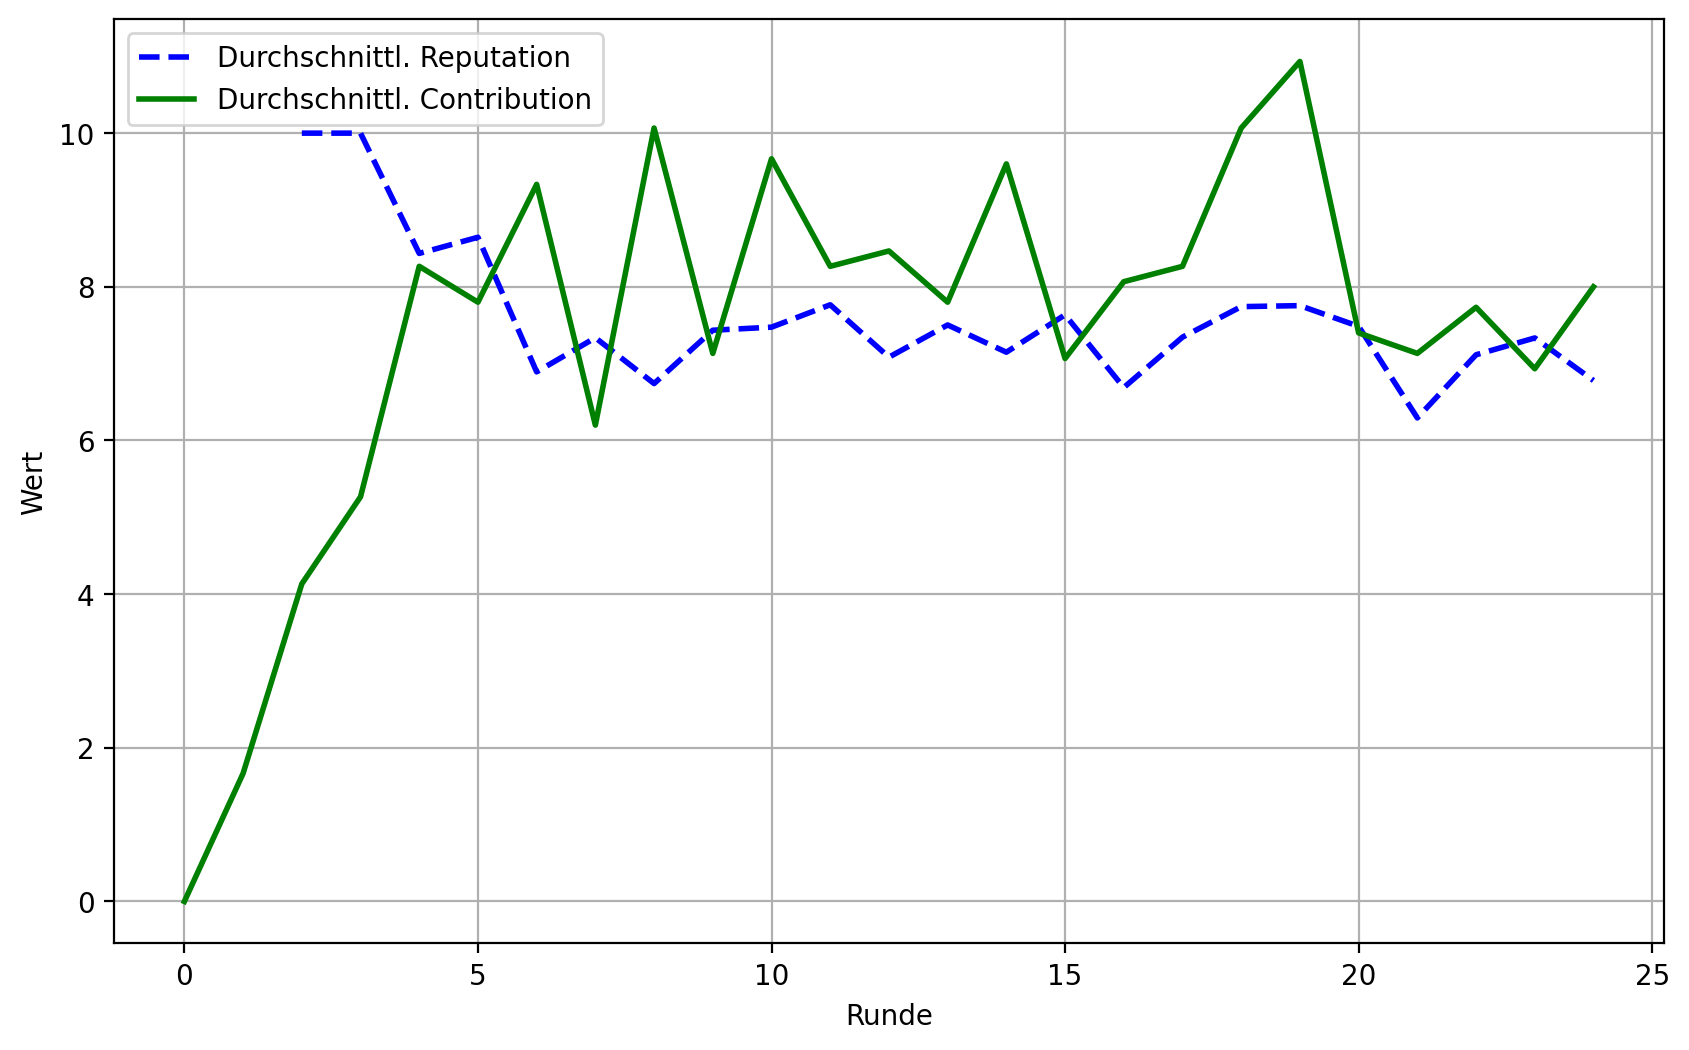 Durchschnittl. Reputation
Durchschnittl. Contribution
10
8
6
4
2
0
Wert
0 5 10 15 20 25
Runde